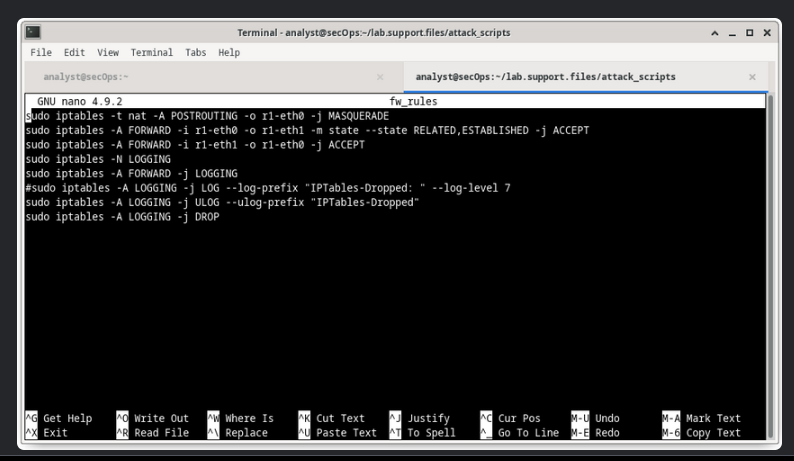 Terminal - analyst@secOps:~/lab.support.files/attack_scripts
File Edit View Terminal Tabs Help
analyst@secOps:~ × analyst@secOps:~/lab.support.files/attack_scripts ×
GNU nano 4.9.2 fw_rules
sudo iptables -t nat -A POSTROUTING -o r1-eth0 -j MASQUERADE
sudo iptables -A FORWARD -i r1-eth0 -o r1-eth1 -m state --state RELATED,ESTABLISHED -j ACCEPT
sudo iptables -A FORWARD -i r1-eth1 -o r1-eth0 -j ACCEPT
sudo iptables -N LOGGING
sudo iptables -A FORWARD -j LOGGING
#sudo iptables -A LOGGING -j LOG --log-prefix "IPTables-Dropped: " --log-level 7
sudo iptables -A LOGGING -j ULOG --ulog-prefix "IPTables-Dropped"
sudo iptables -A LOGGING -j DROP
^G Get Help ^O Write Out ^W Where Is ^K Cut Text ^J Justify ^C Cur Pos M-U Undo M-A Mark Text
^X Exit ^R Read File ^\ Replace ^U Paste Text ^T To Spell ^_ Go To Line M-E Redo M-6 Copy Text